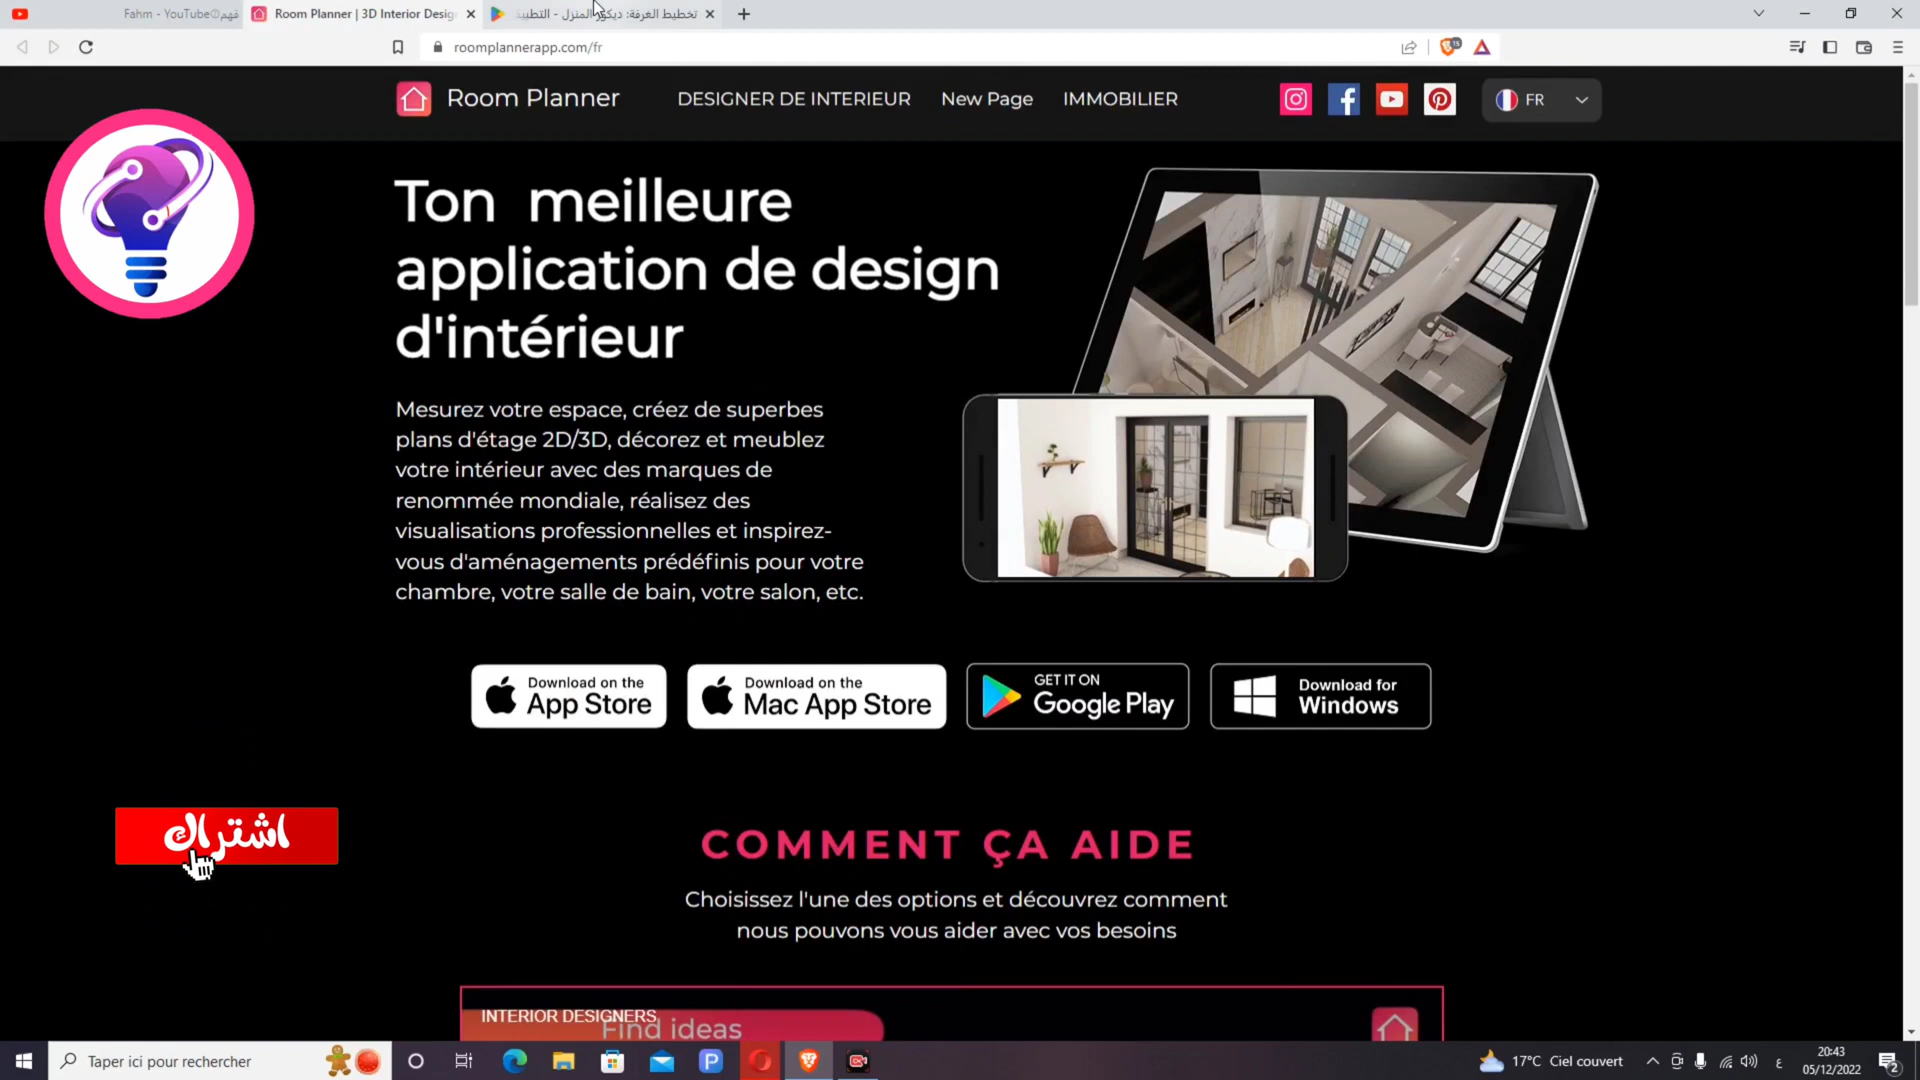 فهم⑦Fahm - YouTube
Room Planner | 3D Interior Desig
تخطيط الغرفة: ديكور المنزل - التطبيق
roomplannerapp.com/fr
15
Room Planner
DESIGNER DE INTERIEUR
New Page
IMMOBILIER
FR
Ton meilleure
application de design
d'intérieur
Mesurez votre espace, créez de superbes
plans d'étage 2D/3D, décorez et meublez
votre intérieur avec des marques de
renommée mondiale, réalisez des
visualisations professionnelles et inspirez-
vous d'aménagements prédéfinis pour votre
chambre, votre salle de bain, votre salon, etc.
Download on the
App Store
Download on the
Mac App Store
GET IT ON
Google Play
Download for
Windows
اشتراك
COMMENT ÇA AIDE
Choisissez l'une des options et découvrez comment
nous pouvons vous aider avec vos besoins
INTERIOR DESIGNERS
Find ideas
Taper ici pour rechercher
17°C Ciel couvert
ع
20:43
05/12/2022
2